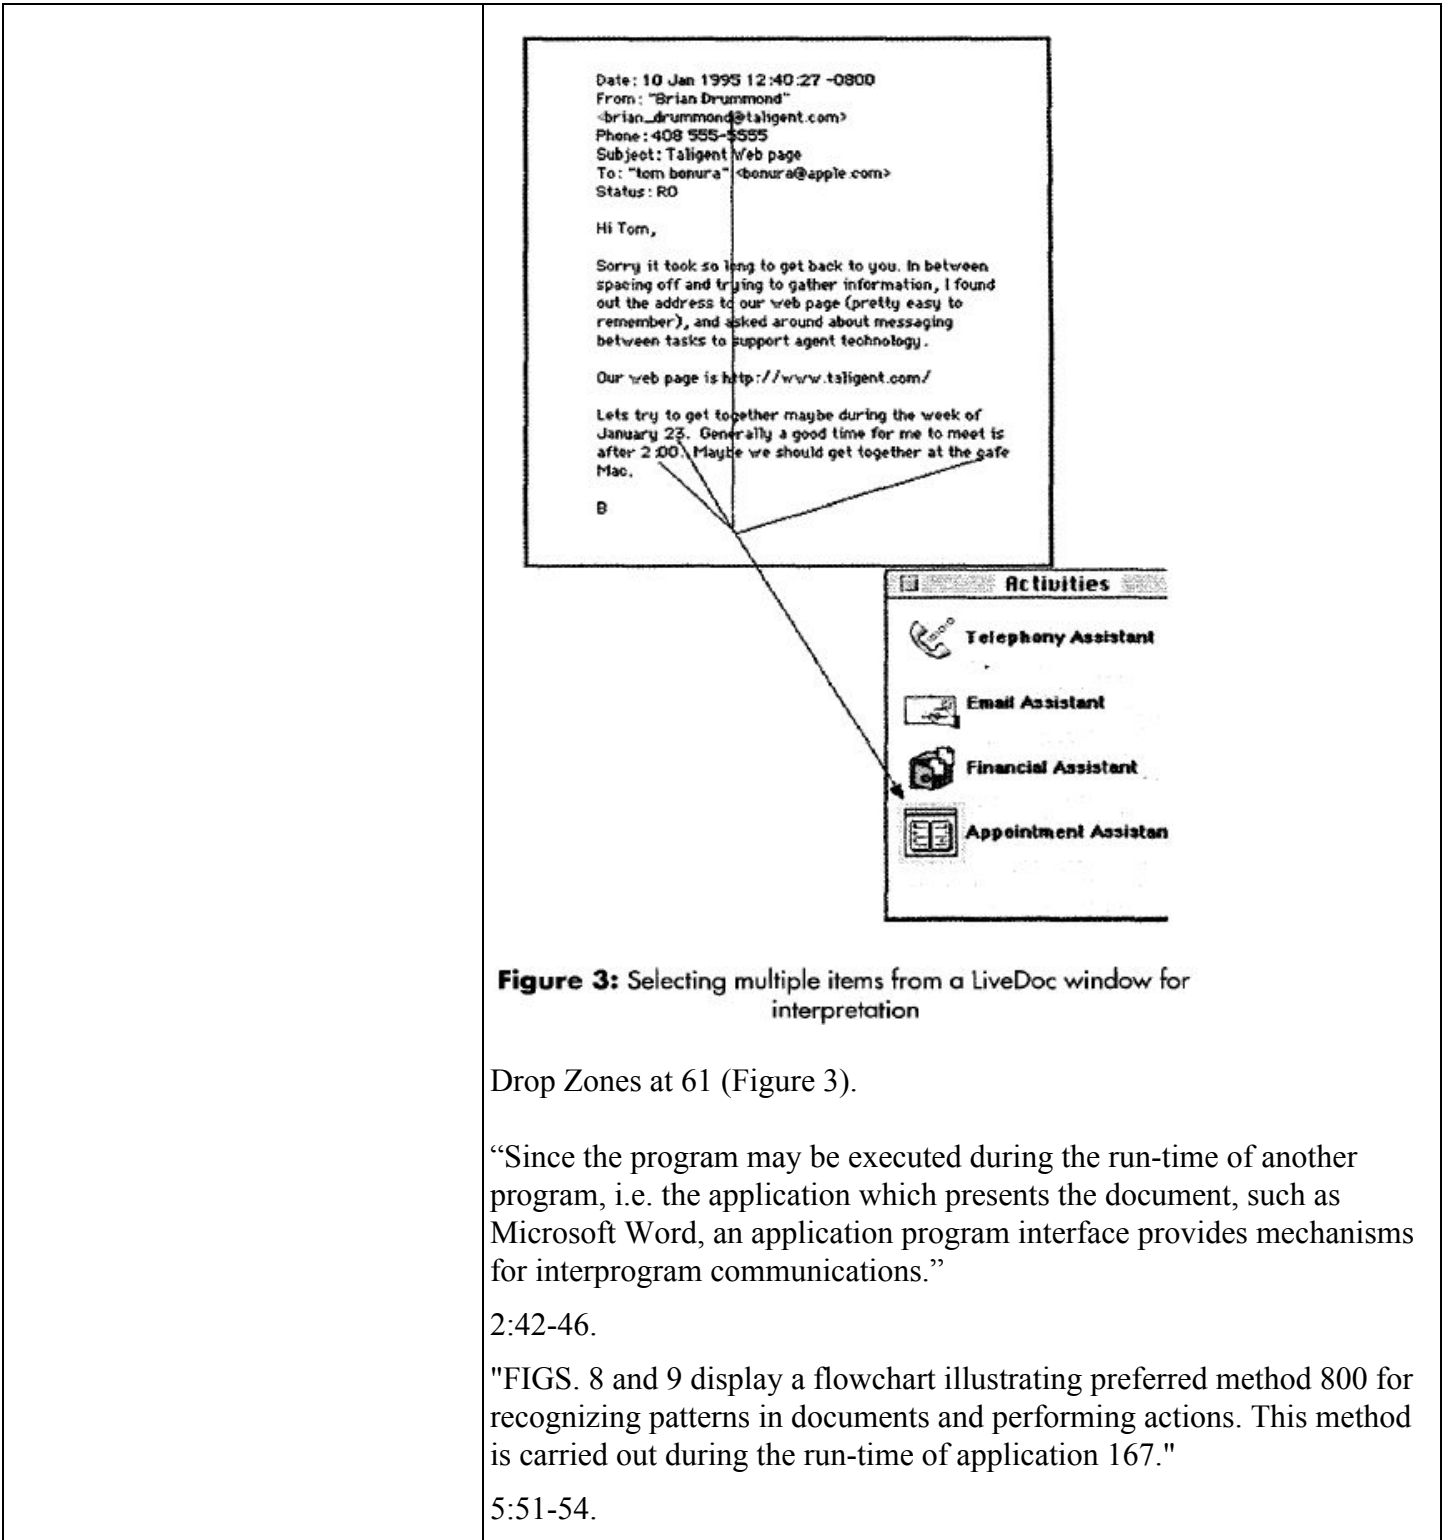 Date: 10 Jan 1995 12:40:27 -0800
From: "Brian Drummond"
<brian_drummond@taligent.com>
Phone: 408 555-5555
Subject: Taligent Web page
To: "tom bonura" <bonura@apple.com>
Status: RO
Hi Tom,
Sorry it took so long to get back to you. In between
spacing off and trying to gather information, I found
out the address to our web page (pretty easy to
remember), and asked around about messaging
between tasks to support agent technology.
Our web page is http://www.taligent.com/
Lets try to get together maybe during the week of
January 23. Generally a good time for me to meet is
after 2:00. Maybe we should get together at the cafe
Mac.
B
Activities
Telephony Assistant
Email Assistant
Financial Assistant
Appointment Assistan
Figure 3: Selecting multiple items from a LiveDoc window for
interpretation
Drop Zones at 61 (Figure 3).
“Since the program may be executed during the run-time of another
program, i.e. the application which presents the document, such as
Microsoft Word, an application program interface provides mechanisms
for interprogram communications.”
2:42-46.
"FIGS. 8 and 9 display a flowchart illustrating preferred method 800 for
recognizing patterns in documents and performing actions. This method
is carried out during the run-time of application 167."
5:51-54.